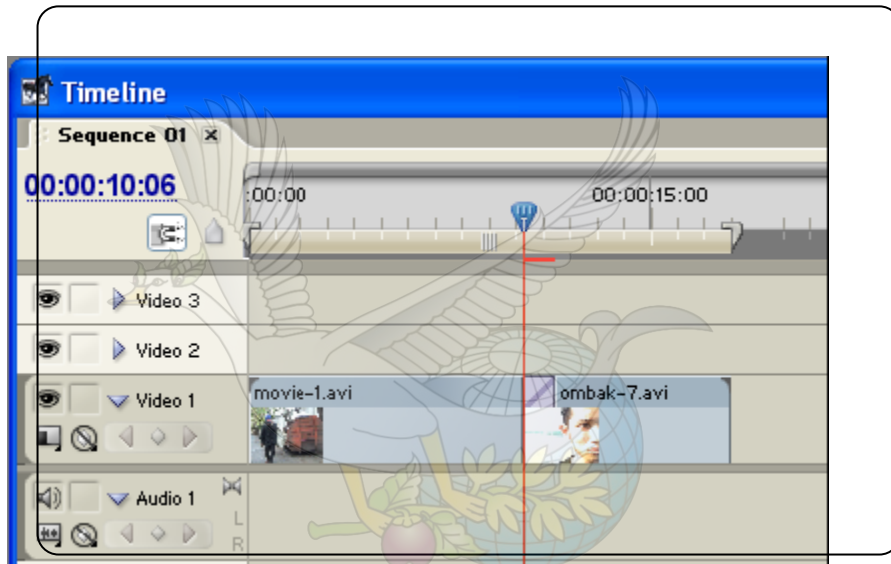 Timeline
Sequence 01
00:00:10:06
:00:00
00:00:15:00
Video 3
Video 2
Video 1
movie-1.avi
ombak-7.avi
Audio 1
L
R